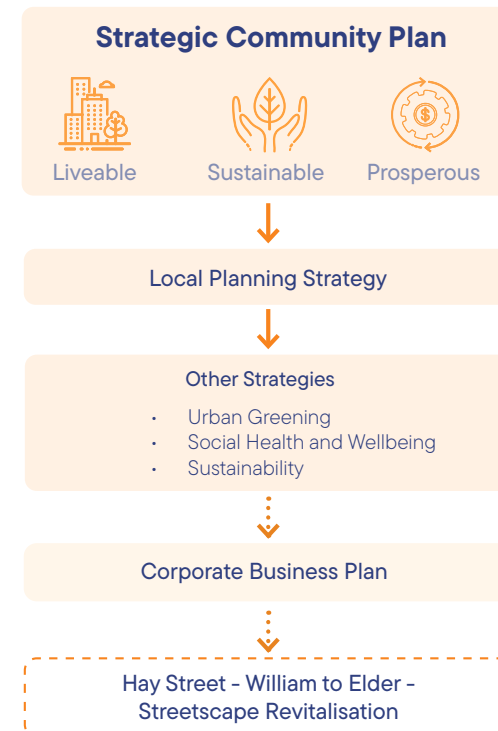 Strategic Community Plan
Liveable
Sustainable
Prosperous
Local Planning Strategy
Other Strategies
• Urban Greening
• Social Health and Wellbeing
• Sustainability
Corporate Business Plan
Hay Street - William to Elder -
Streetscape Revitalisation